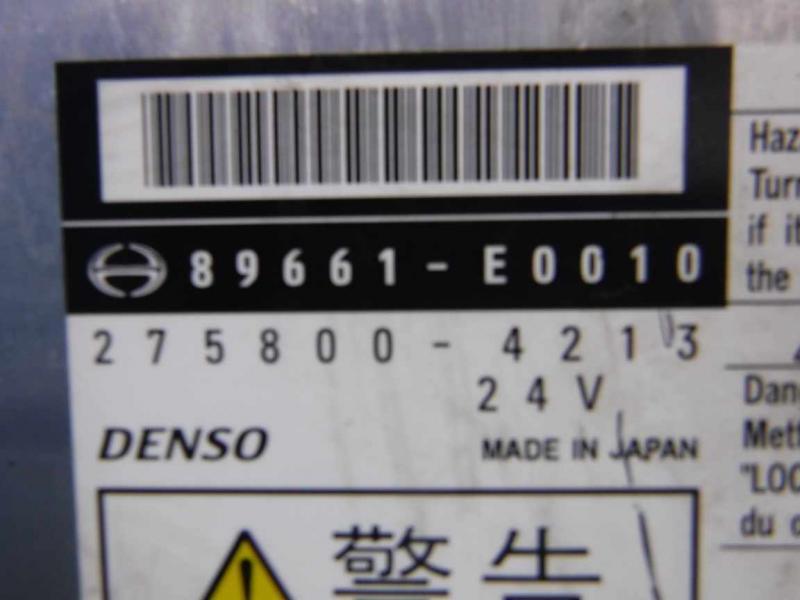 89661-E0010
275800-4213
24V
DENSO
MADE IN JAPAN
警告
Haz
Turn
if it
the
Dan
Mett
"LOC
du